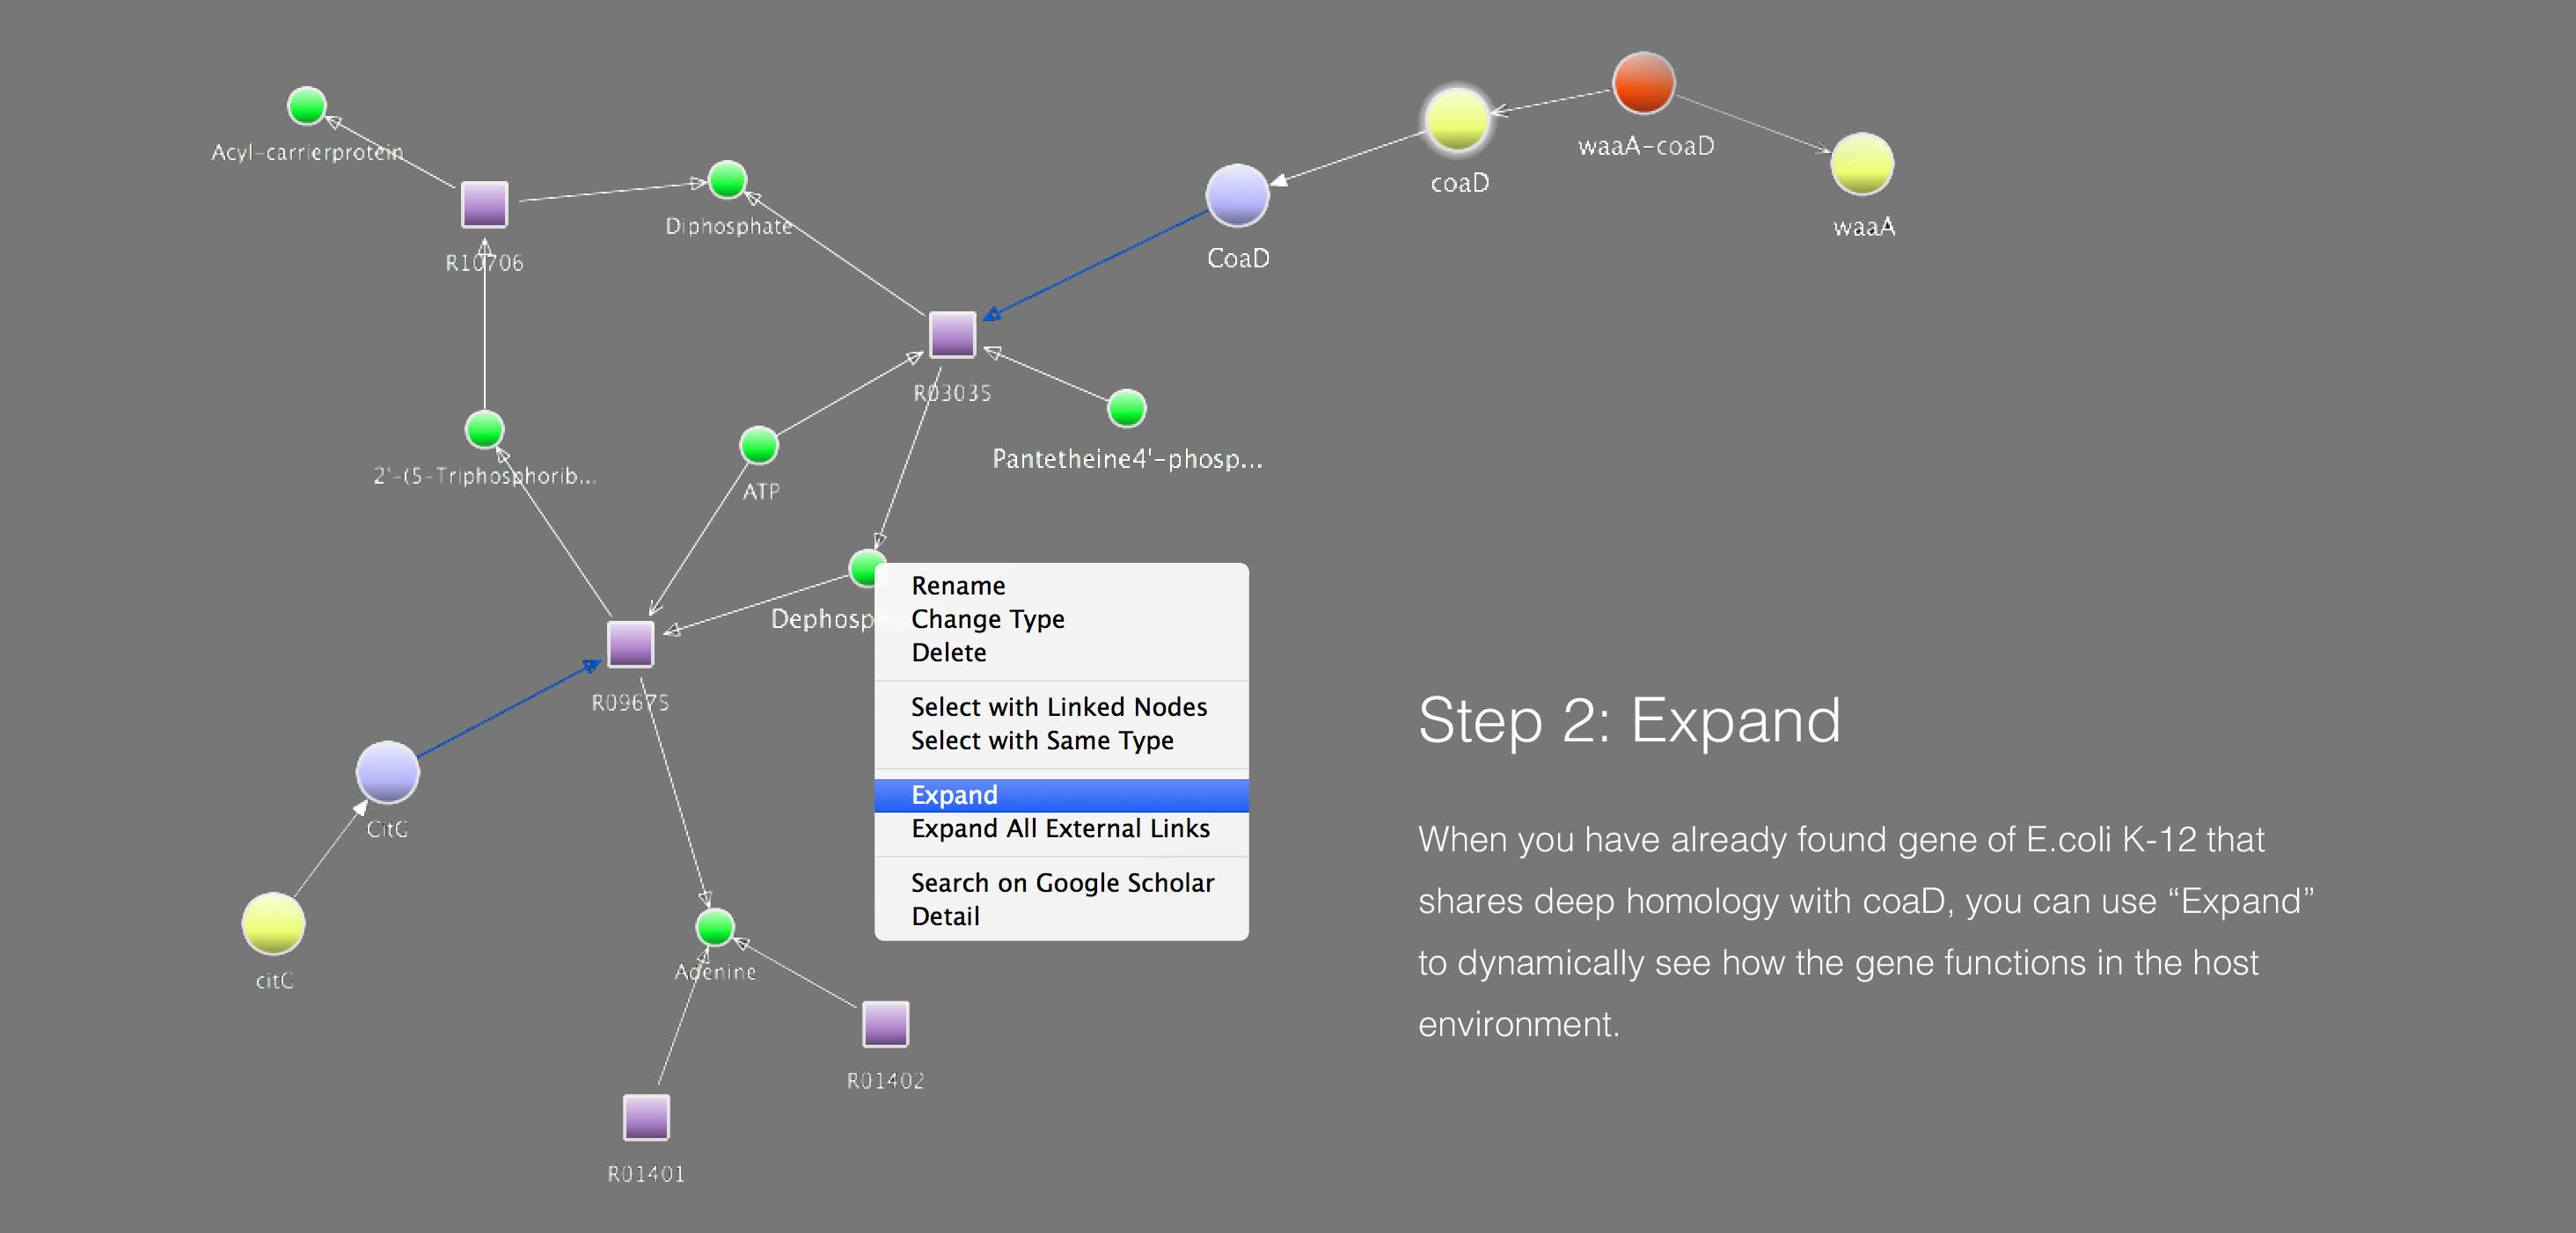 waaA-coaD
Acyl-carrierprotein
coaD
Diphosphate
waaA
CoaD
R10706
R03035
Pantetheine4'-phosp...
2'-(5-Triphosphorib...
ATP
Dephosp
Rename
Change Type
Delete
Select with Linked Nodes
Select with Same Type
Expand
Expand All External Links
Search on Google Scholar
Detail
R09675
CitG
citG
Adenine
R01402
R01401
Step 2: Expand
When you have already found gene of E.coli K-12 that
shares deep homology with coaD, you can use “Expand”
to dynamically see how the gene functions in the host
environment.